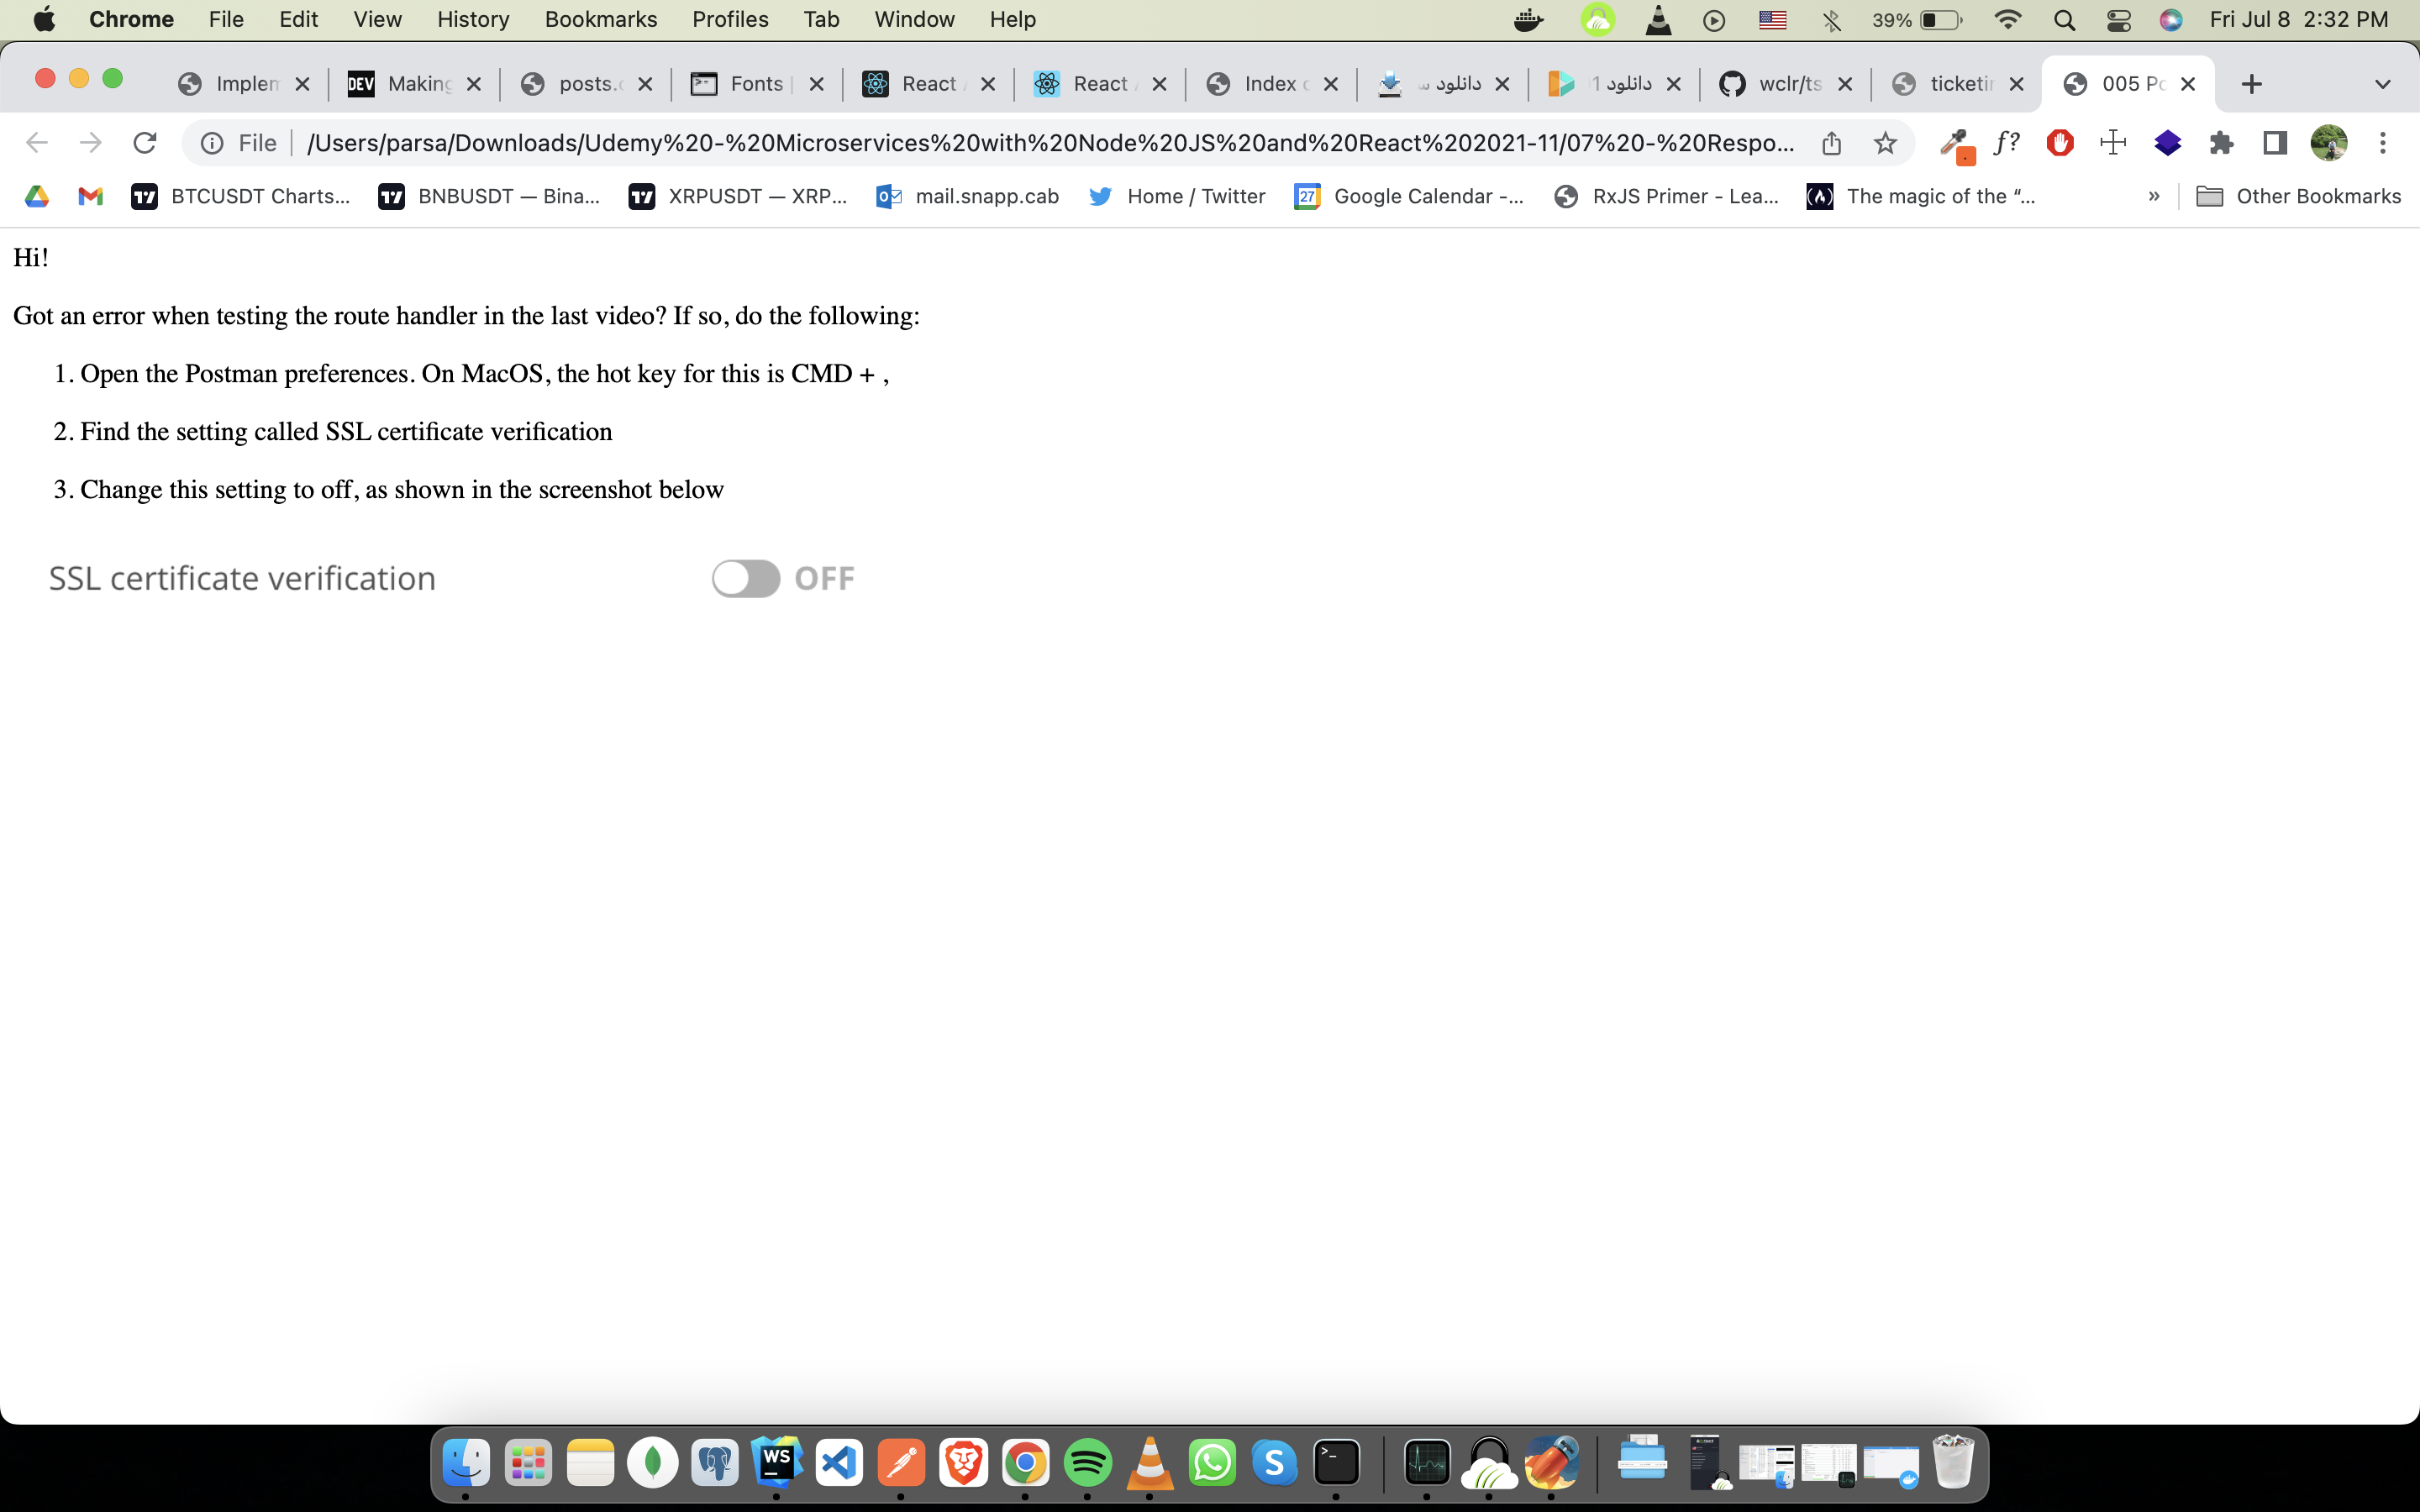 Chrome File Edit View History Bookmarks Profiles Tab Window Help 39% Fri Jul 8 2:32 PM
Implem DEV Making posts. Fonts React React Index دانلود دانلود 1 wclr/ts ticketin 005 Po
File /Users/parsa/Downloads/Udemy%20-%20Microservices%20with%20Node%20JS%20and%20React%202021-11/07%20-%20Respo... f?
BTCUSDT Charts... BNBUSDT — Bina... XRPUSDT — XRP... mail.snapp.cab Home / Twitter 27 Google Calendar -... RxJS Primer - Lea... The magic of the “... » Other Bookmarks
Hi!
Got an error when testing the route handler in the last video? If so, do the following:
1. Open the Postman preferences. On MacOS, the hot key for this is CMD + ,
2. Find the setting called SSL certificate verification
3. Change this setting to off, as shown in the screenshot below
SSL certificate verification OFF
WS